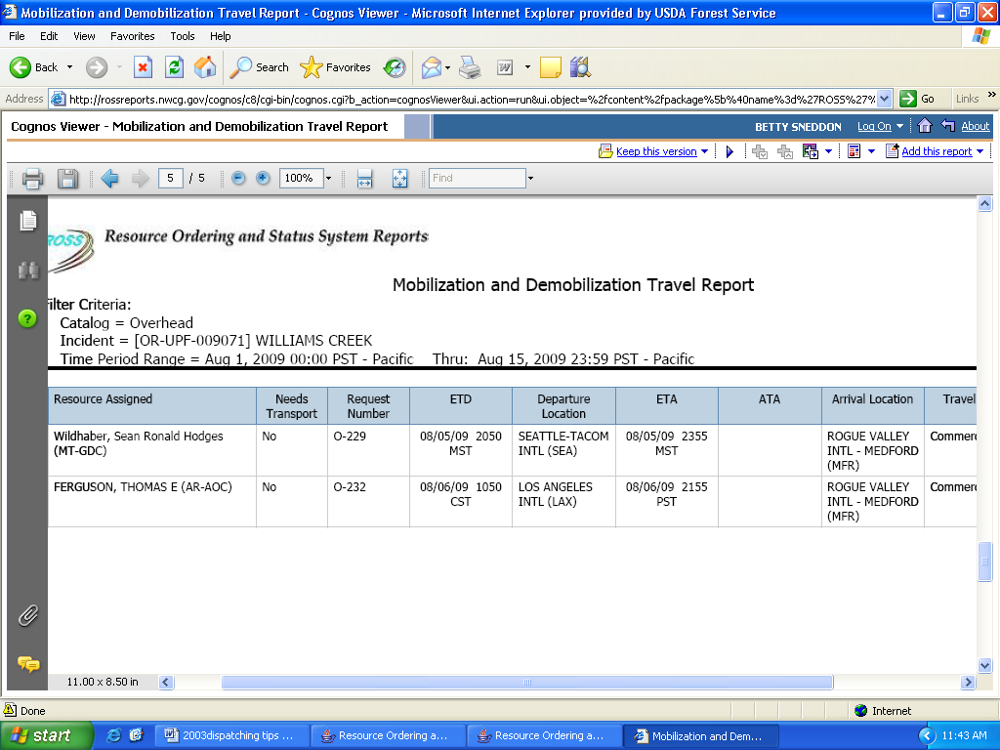 Mobilization and Demobilization Travel Report - Cognos Viewer - Microsoft Internet Explorer provided by USDA Forest Service
File Edit View Favorites Tools Help
Back Search Favorites
Address http://rossreports.nwcg.gov/cognos/c8/cgi-bin/cognos.cgi?b_action=cognosViewer&ui.action=run&ui.object=%2fcontent%2fpackage%5b%40name%3d%27ROSS%27% Go Links »
Cognos Viewer - Mobilization and Demobilization Travel Report BETTY SNEDDON Log On About
Keep this version Add this report
5 / 5 100% Find
ROSS Resource Ordering and Status System Reports
Mobilization and Demobilization Travel Report
ilter Criteria:
Catalog = Overhead
Incident = [OR-UPF-009071] WILLIAMS CREEK
Time Period Range = Aug 1, 2009 00:00 PST - Pacific Thru: Aug 15, 2009 23:59 PST - Pacific
Resource Assigned Needs Request ETD Departure ETA ATA Arrival Location Travel
Transport Number Location
Wildhaber, Sean Ronald Hodges No O-229 08/05/09 2050 SEATTLE-TACOM 08/05/09 2355 ROGUE VALLEY Commerc
(MT-GDC) MST INTL (SEA) MST INTL - MEDFORD
(MFR)
FERGUSON, THOMAS E (AR-AOC) No O-232 08/06/09 1050 LOS ANGELES 08/06/09 2155 ROGUE VALLEY Commerc
CST INTL (LAX) PST INTL - MEDFORD
(MFR)
11.00 x 8.50 in
Done Internet
start 2003dispatching tips ... Resource Ordering a... Resource Ordering a... Mobilization and Dem... 11:43 AM